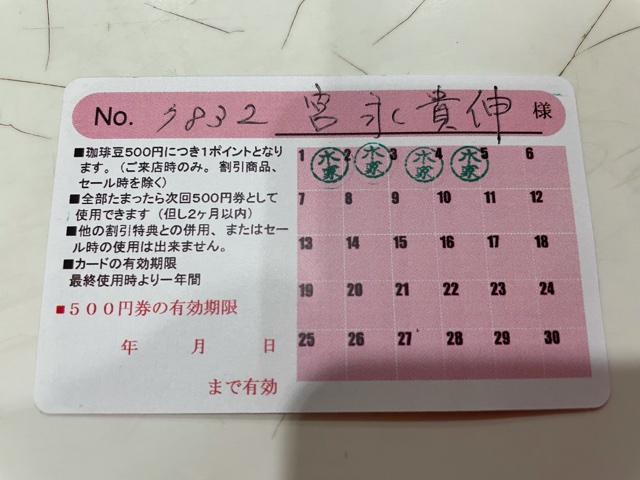 No. 7832 宮永貴伸 様
■珈琲豆500円につき1ポイントとなり
ます。(ご来店時のみ。割引商品、
セール時を除く)
■全部たまったら次回500円券として
使用できます(但し2ヶ月以内)
■他の割引特典との併用、またはセー
ル時の使用は出来ません。
■カードの有効期限
最終使用時より一年間
■500円券の有効期限
年 月 日
まで有効
1 2 3 4 5 6
7 8 9 10 11 12
13 14 15 16 17 18
19 20 21 22 23 24
25 26 27 28 29 30